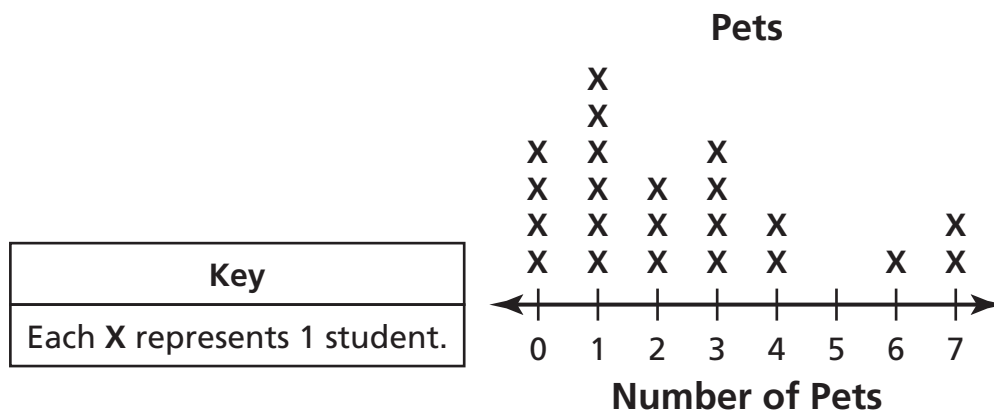 Pets
X
X
X X X
X X X X
X X X X X X
X X X X X X X
Key
Each X represents 1 student.
0 1 2 3 4 5 6 7
Number of Pets